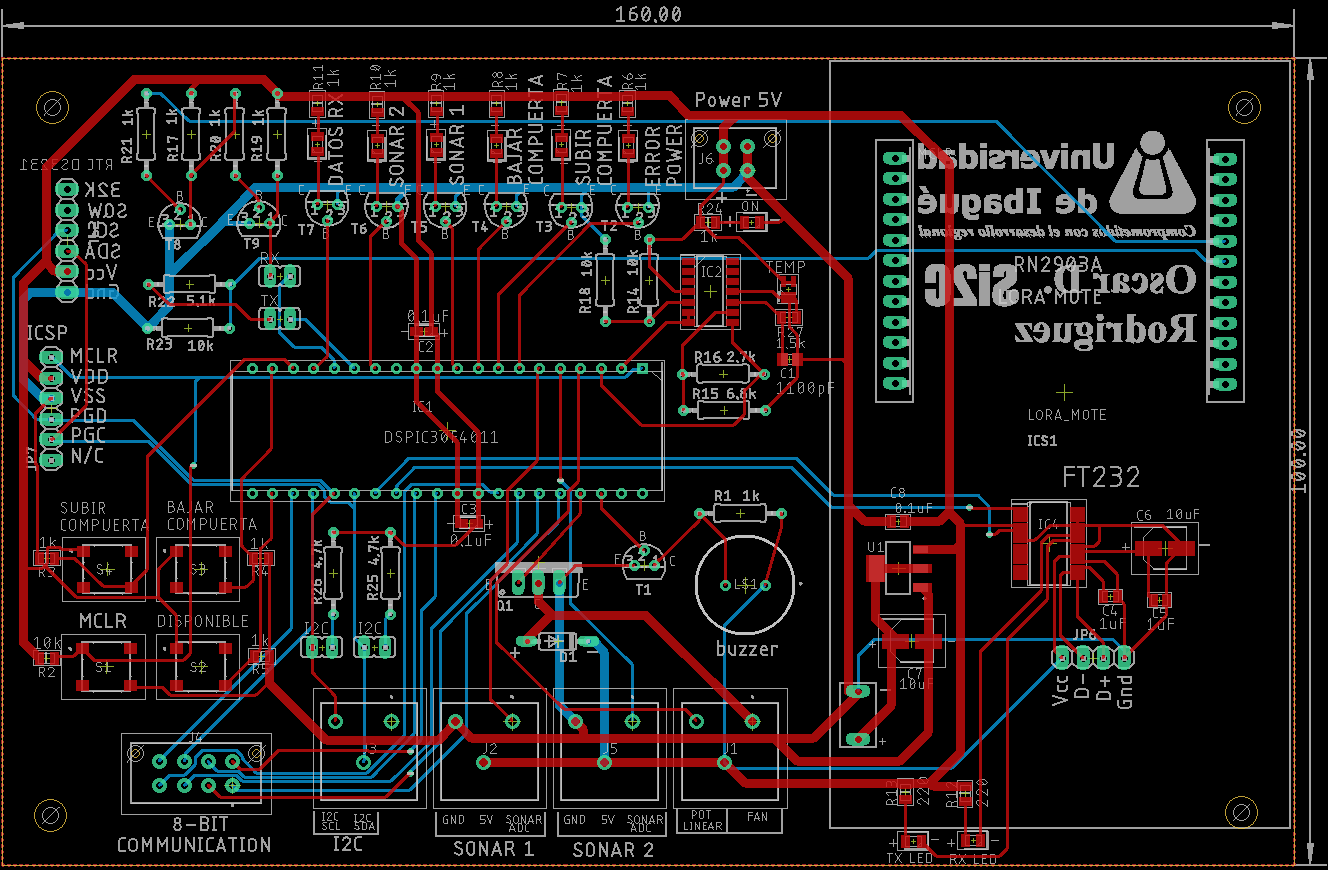 160.00
R11 1k
R10 1k
R9 1k
R8 1k
R7 1k
R6 1k
Power 5V
DATOS RX
SONAR 2
SONAR 1
BAJAR
COMPUERTA
SUBIR
COMPUERTA
ERROR
POWER
J6
R21 1k
R17 1k
R20 1k
R19 1k
RTC DS3231
Universidad
de Ibagué
Comprometidos con el desarrollo regional
32K
SQW
SCL
SDA
Vcc
Gnd
B
E
C
T8
T9
T7
T6
T5
T4
T3
T2
R24
1k
ON
RX
R22 5.1k
TX
R23 10k
R18 10k
R14 10k
IC2
TEMP
R27
1.5k
C1
1100pF
RN2903A
LORA_MOTE
Si2C
Oscar D.
Rodriguez
0.1uF
C2
ICSP
MCLR
VDD
VSS
PGD
PGC
N/C
JP7
R16 2.7k
R15 6.8k
IC1
DSPIC30F4011
LORA_MOTE
ICS1
100.00
FT232
SUBIR
COMPUERTA
BAJAR
COMPUERTA
C3
0.1uF
R1 1k
C8
0.1uF
IC4
C6 10uF
1k
R3
S4
S3
1k
R4
R26 4.7k
R25 4.7k
B
E
C
T1
LS1
U1
Q1
E
C4
1uF
C5
1uF
MCLR
DISPONIBLE
10k
R2
S1
S2
1k
R5
I2C
I2C
D1
buzzer
C7
10uF
JP6
Vcc
D-
D+
Gnd
J4
J3
J2
J5
J1
R13 220
R12 220
8-BIT
COMMUNICATION
I2C
SCL
I2C
SDA
I2C
GND 5V SONAR
ADC
SONAR 1
GND 5V SONAR
ADC
SONAR 2
POT
LINEAR
FAN
TX LED
RX LED